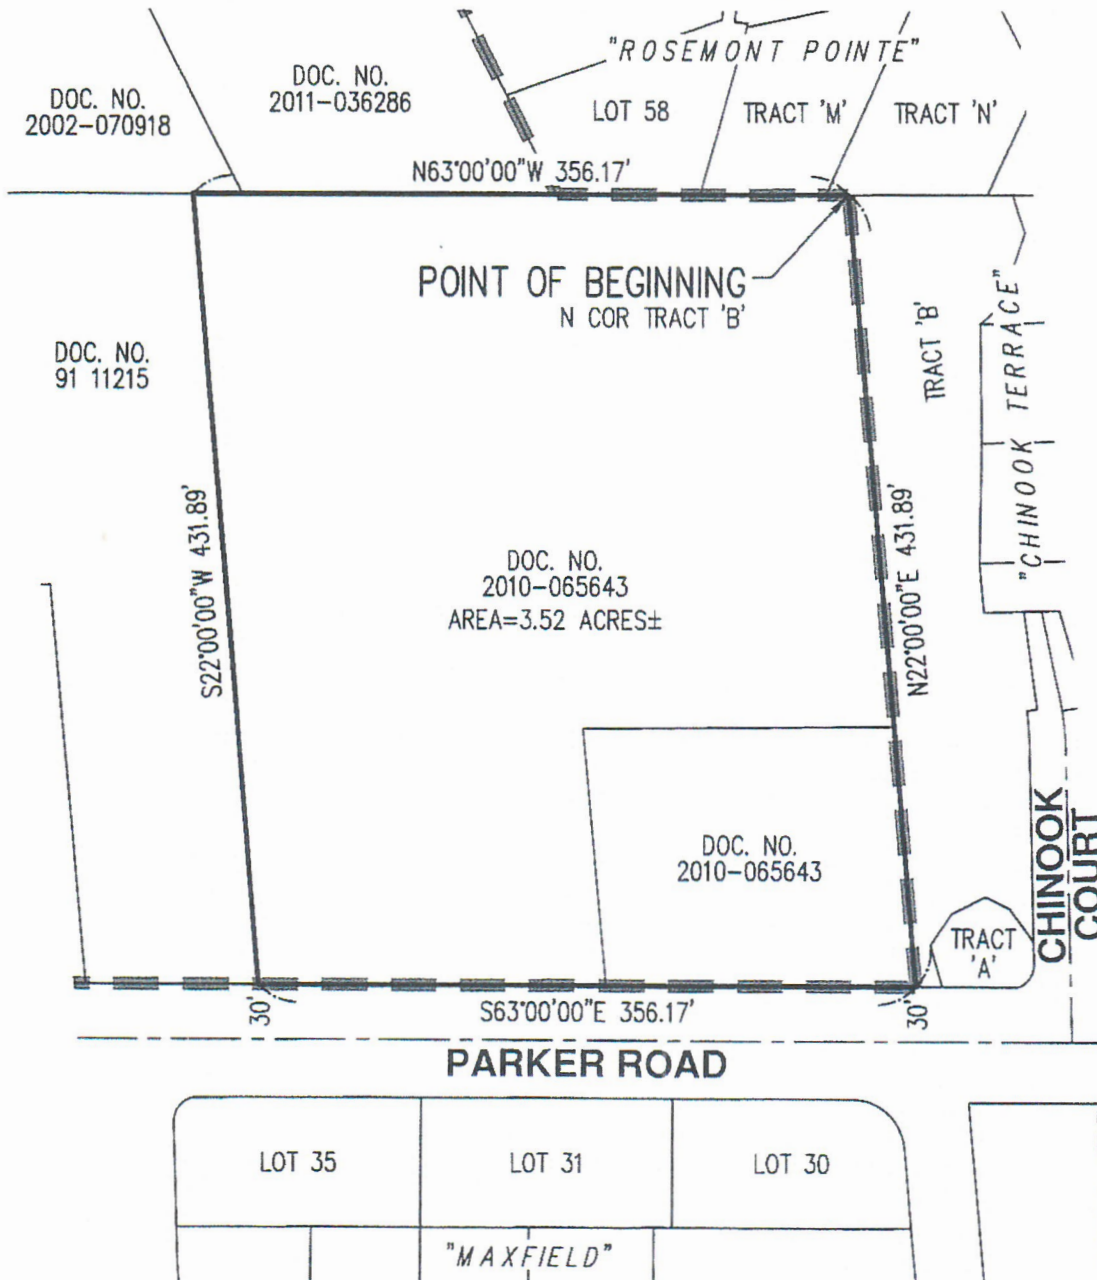 "ROSEMONT POINTE"
DOC. NO.
2002-070918
DOC. NO.
2011-036286
LOT 58
TRACT 'M'
TRACT 'N'
N63°00'00"W 356.17'
POINT OF BEGINNING
N COR TRACT 'B'
DOC. NO.
91 11215
TRACT 'B'
"CHINOOK TERRACE"
S22°00'00"W 431.89'
DOC. NO.
2010-065643
AREA=3.52 ACRES±
N22°00'00"E 431.89'
DOC. NO.
2010-065643
TRACT
'A'
CHINOOK
COURT
30'
S63°00'00"E 356.17'
30'
PARKER ROAD
LOT 35
LOT 31
LOT 30
"MAXFIELD"